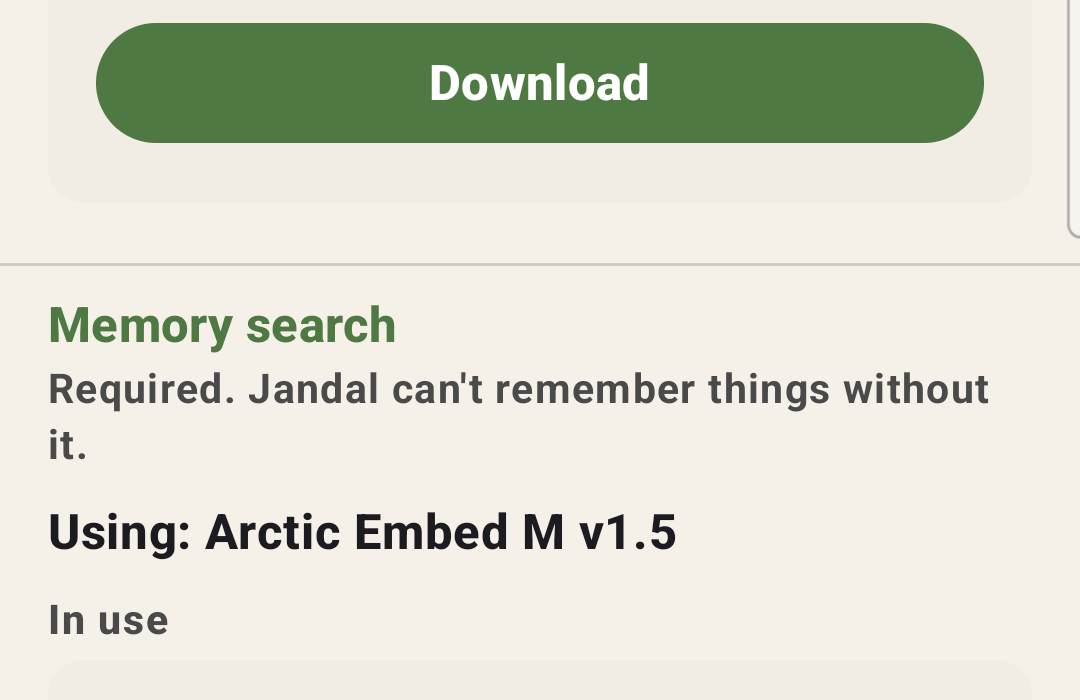 Download
Memory search
Required. Jandal can't remember things without
it.
Using: Arctic Embed M v1.5
In use